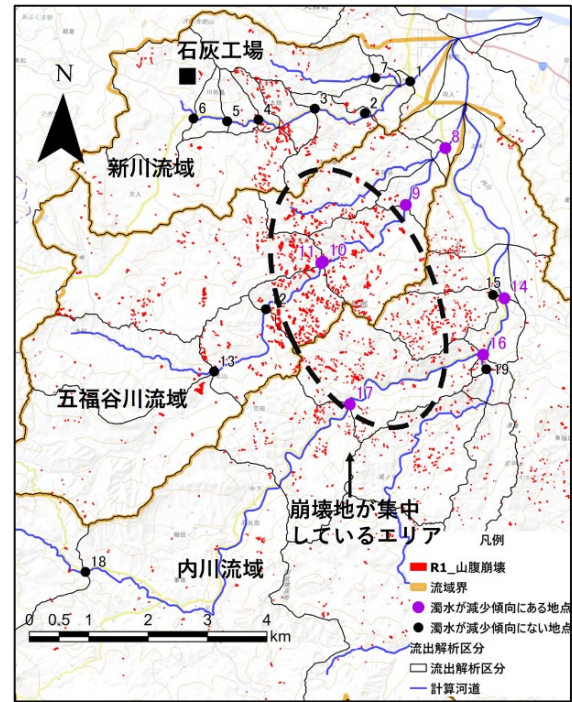 石灰工場
N
7
1
6
5
4
3
2
新川流域
8
9
11
10
12
15
14
13
16
19
五福谷川流域
17
崩壊地が集中
しているエリア
18
内川流域
凡例
R1_山腹崩壊
流域界
濁水が減少傾向にある地点
濁水が減少傾向にない地点
流出解析区分
流出解析区分
計算河道
0 0.5 1 2 3 4
km